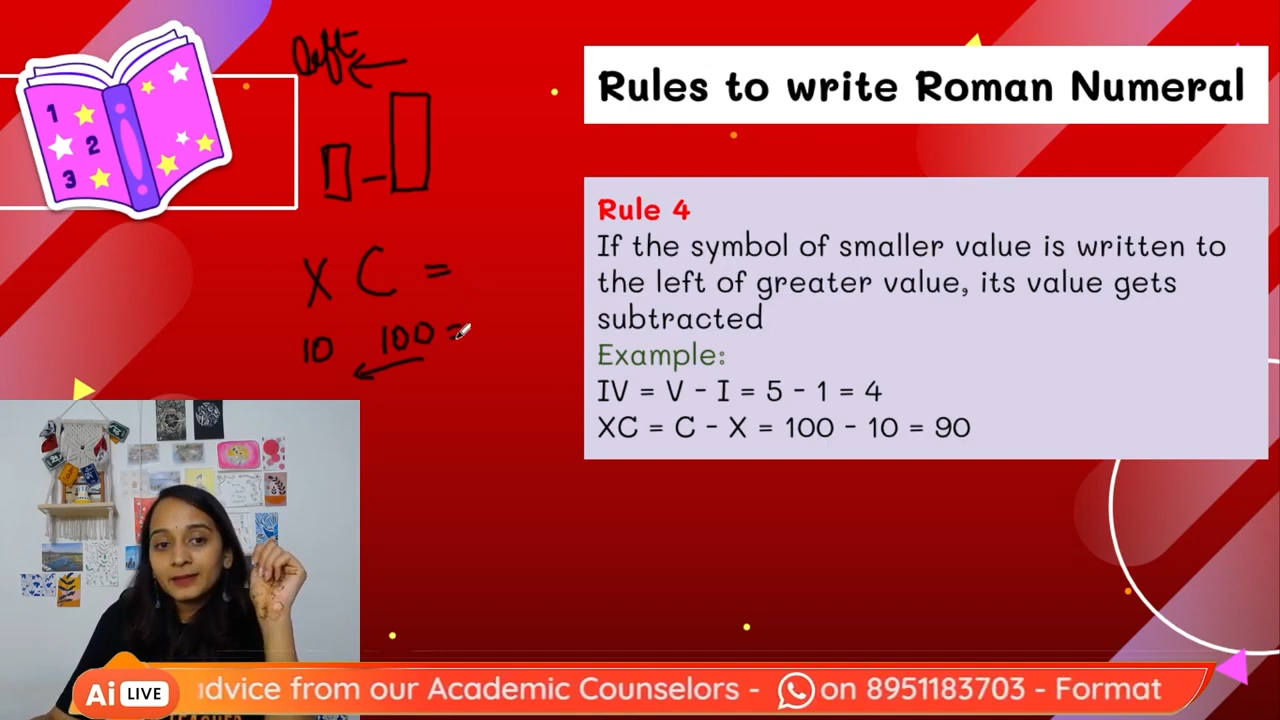 left
X C =
10 100 =
1
2
3
Rules to write Roman Numeral
Rule 4
If the symbol of smaller value is written to
the left of greater value, its value gets
subtracted
Example:
IV = V - I = 5 - 1 = 4
XC = C - X = 100 - 10 = 90
Ai LIVE
advice from our Academic Counselors - on 8951183703 - Format